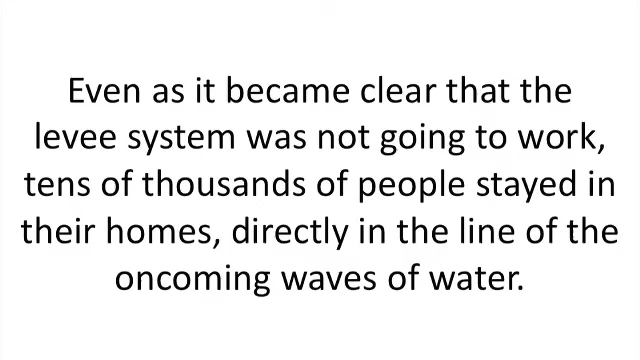 Even as it became clear that the
levee system was not going to work,
tens of thousands of people stayed in
their homes, directly in the line of the
oncoming waves of water.